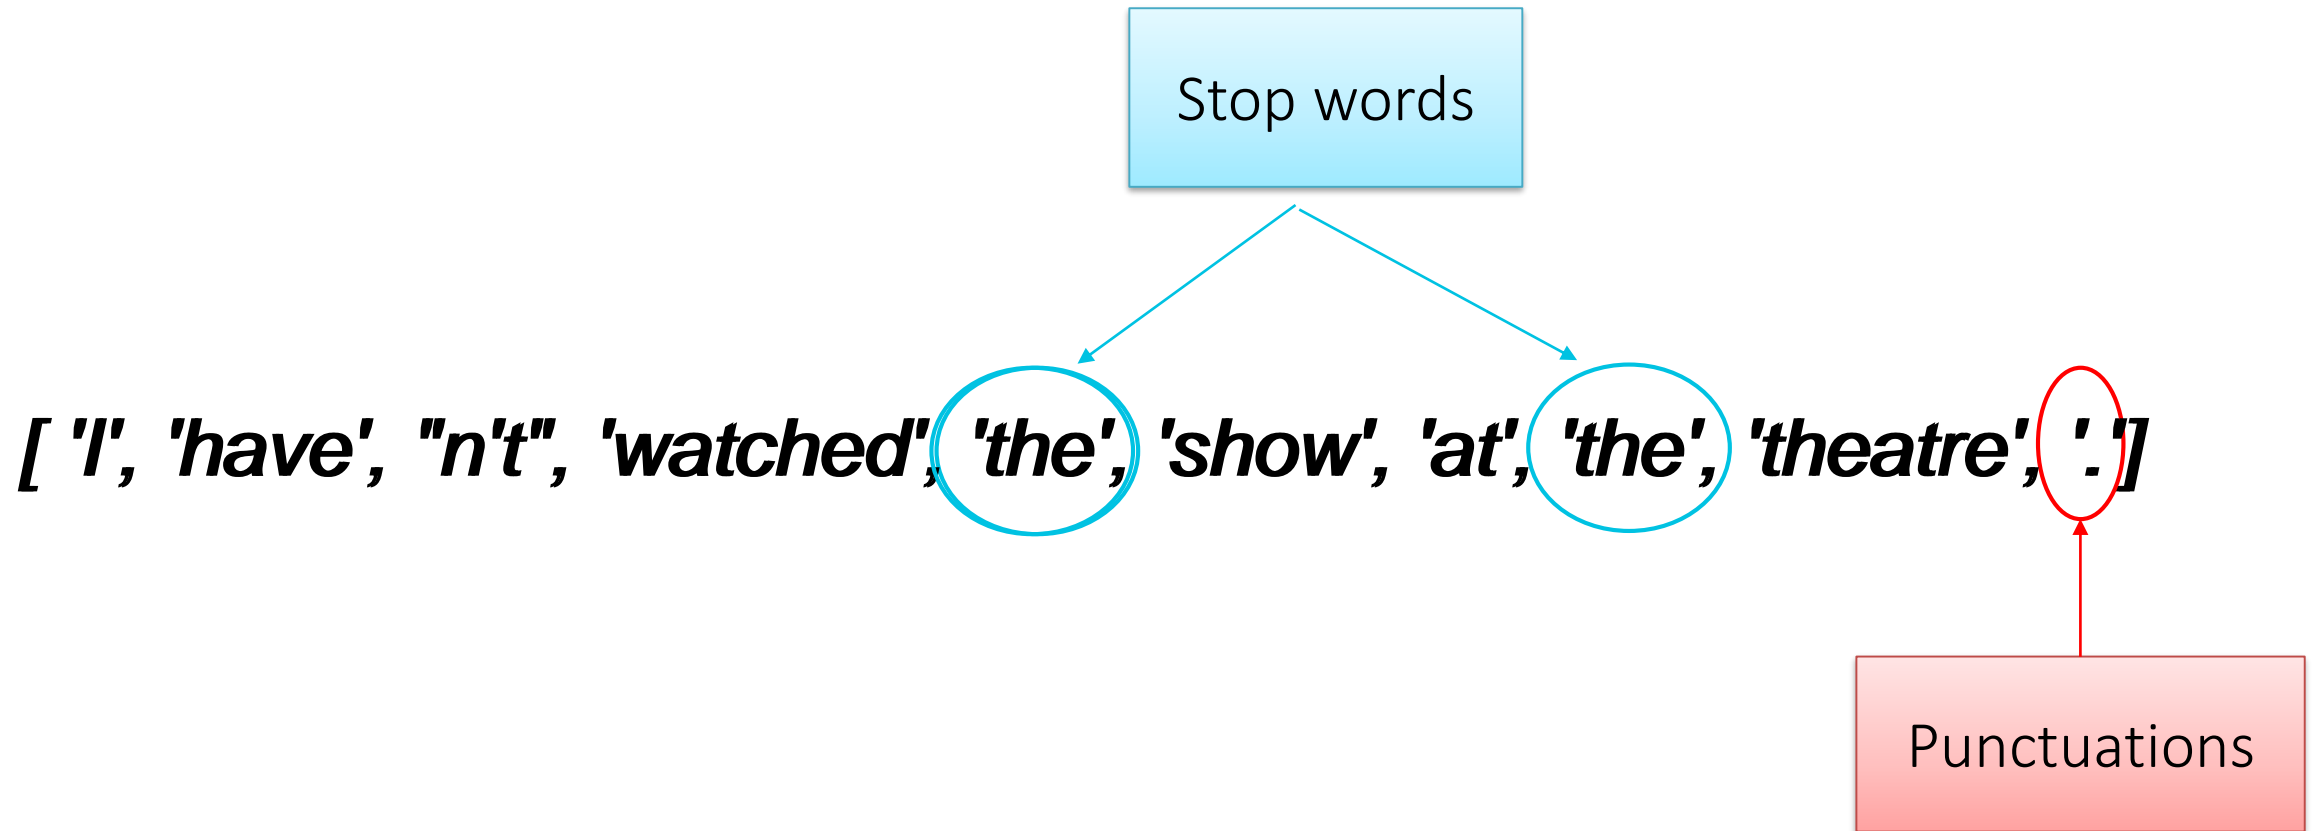 Stop words
[ 'I', 'have', "n't", 'watched', 'the', 'show', 'at', 'the', 'theatre', '.']
Punctuations